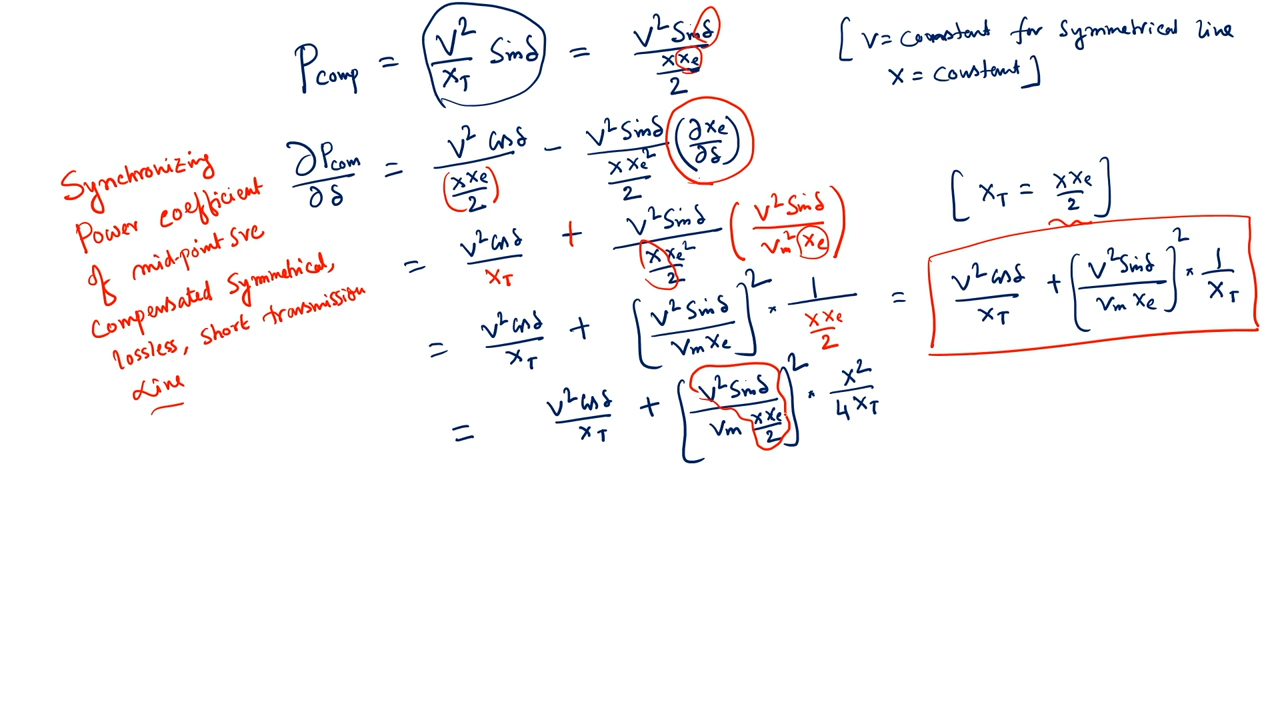 P_comp = V²/X_T Sinδ = V² Sinδ / (X X_e / 2)
[ V = constant for symmetrical line
X = constant ]
∂P_com/∂δ = V² cosδ / (X X_e / 2) − V² Sinδ / (X X_e² / 2) (∂X_e/∂δ)
[ X_T = X X_e / 2 ]
= V² cosδ / X_T + V² Sinδ / (X X_e² / 2) ( V² Sinδ / V_m² X_e )
= V² cosδ / X_T + [ V² Sinδ / V_m X_e ]² * 1 / (X X_e / 2) = V² cosδ / X_T + [ V² Sinδ / V_m X_e ]² * 1 / X_T
= V² cosδ / X_T + [ V² Sinδ / V_m (X X_e / 2) ]² * X² / 4X_T
Synchronizing
Power coefficient
of mid-point SVC
Compensated Symmetrical,
lossless, short transmission
Line